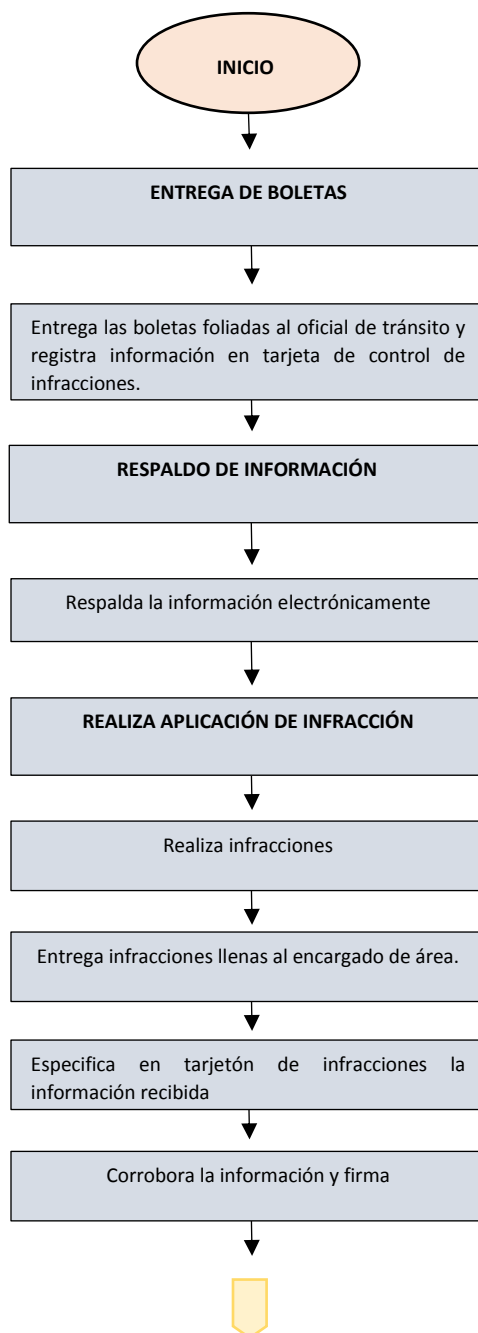 INICIO
ENTREGA DE BOLETAS
Entrega las boletas foliadas al oficial de tránsito y
registra información en tarjeta de control de
infracciones.
RESPALDO DE INFORMACIÓN
Respalda la información electrónicamente
REALIZA APLICACIÓN DE INFRACCIÓN
Realiza infracciones
Entrega infracciones llenas al encargado de área.
Especifica en tarjetón de infracciones la
información recibida
Corrobora la información y firma